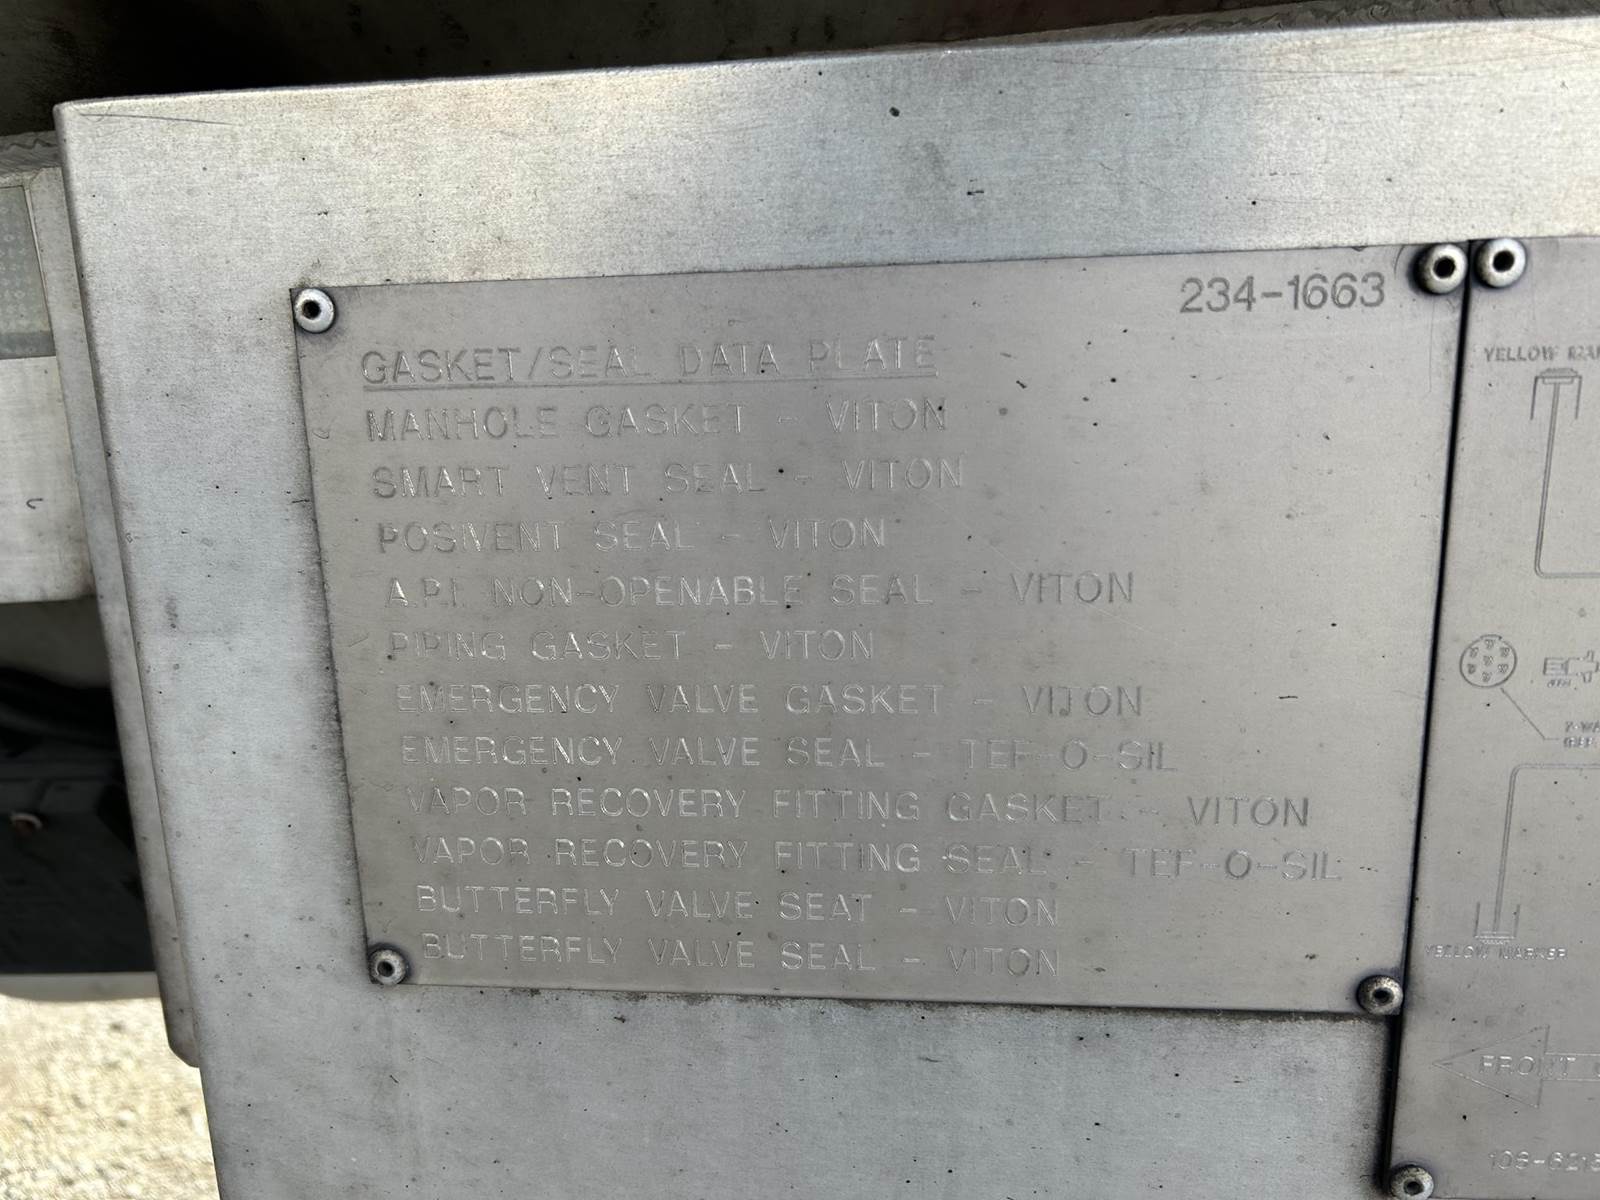 234-1663
GASKET/SEAL DATA PLATE
MANHOLE GASKET - VITON
SMART VENT SEAL - VITON
POSIVENT SEAL - VITON
A.P.I. NON-OPENABLE SEAL - VITON
PIPING GASKET - VITON
EMERGENCY VALVE GASKET - VITON
EMERGENCY VALVE SEAL - TEF-O-SIL
VAPOR RECOVERY FITTING GASKET - VITON
VAPOR RECOVERY FITTING SEAL - TEF-O-SIL
BUTTERFLY VALVE SEAT - VITON
BUTTERFLY VALVE SEAL - VITON
YELLOW
YELLOW MARKER
FRONT